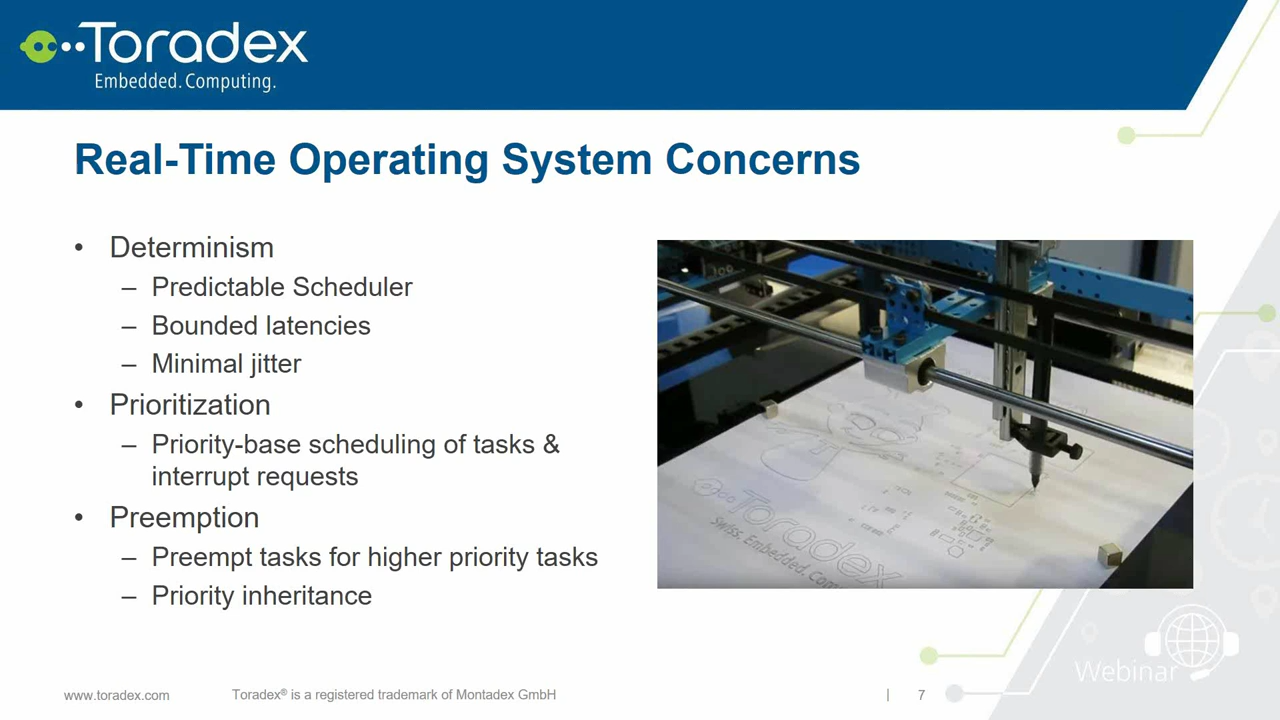 Toradex
Embedded. Computing.
Real-Time Operating System Concerns
• Determinism
– Predictable Scheduler
– Bounded latencies
– Minimal jitter
• Prioritization
– Priority-base scheduling of tasks &
interrupt requests
• Preemption
– Preempt tasks for higher priority tasks
– Priority inheritance
Toradex
Swiss. Embedded. Com
Webinar
www.toradex.com
Toradex® is a registered trademark of Montadex GmbH
| 7